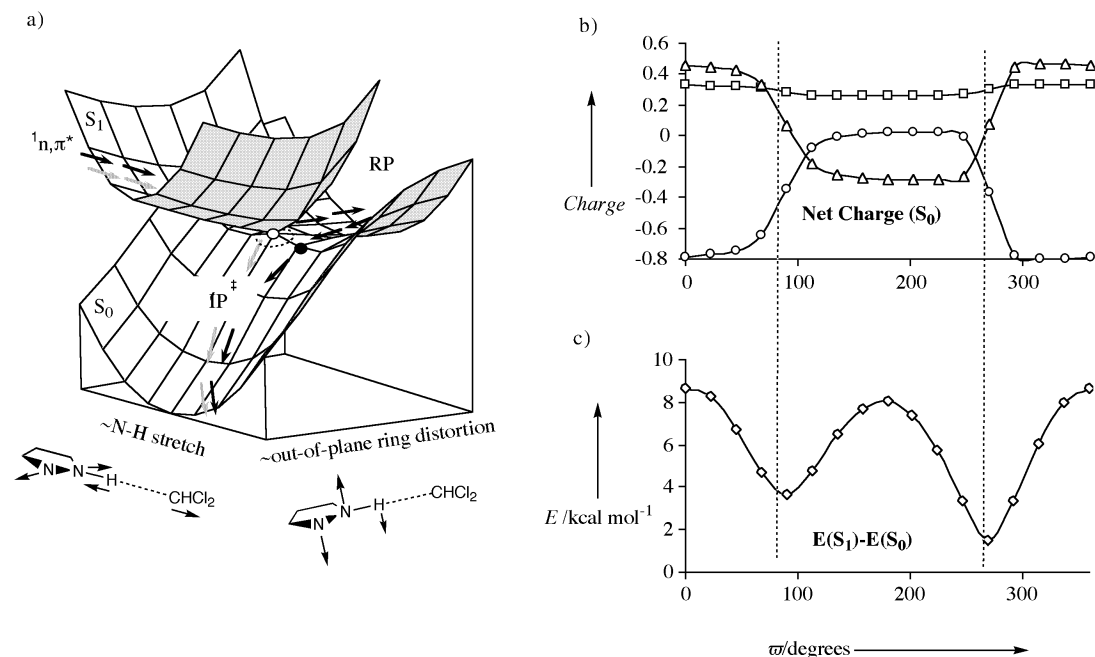 a)
S₁
¹n,π*
RP
IP‡
S₀
~N-H stretch
~out-of-plane ring distortion
N N H CHCl₂
N N H CHCl₂
b)
0.6
0.4
0.2
0
-0.2
-0.4
-0.6
-0.8
Charge
Net Charge (S₀)
0 100 200 300
c)
10
8
6
4
2
0
E /kcal mol⁻¹
E(S₁)-E(S₀)
0 100 200 300
ϖ/degrees